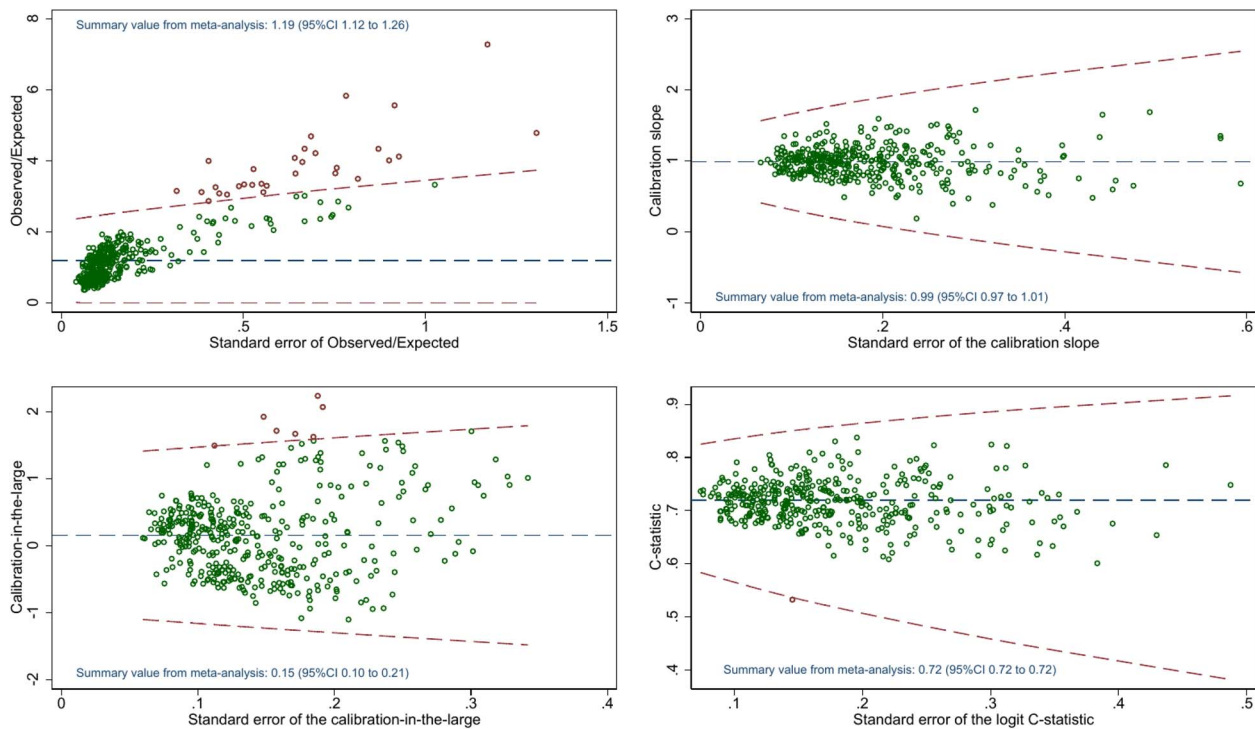 Summary value from meta-analysis: 1.19 (95%CI 1.12 to 1.26)
8
6
4
2
0
Observed/Expected
0 .5 1 1.5
Standard error of Observed/Expected
3
2
1
0
-1
Calibration slope
Summary value from meta-analysis: 0.99 (95%CI 0.97 to 1.01)
0 .2 .4 .6
Standard error of the calibration slope
2
1
0
-1
-2
Calibration-in-the-large
Summary value from meta-analysis: 0.15 (95%CI 0.10 to 0.21)
0 .1 .2 .3 .4
Standard error of the calibration-in-the-large
.9
.8
.7
.6
.5
.4
C-statistic
Summary value from meta-analysis: 0.72 (95%CI 0.72 to 0.72)
.1 .2 .3 .4 .5
Standard error of the logit C-statistic